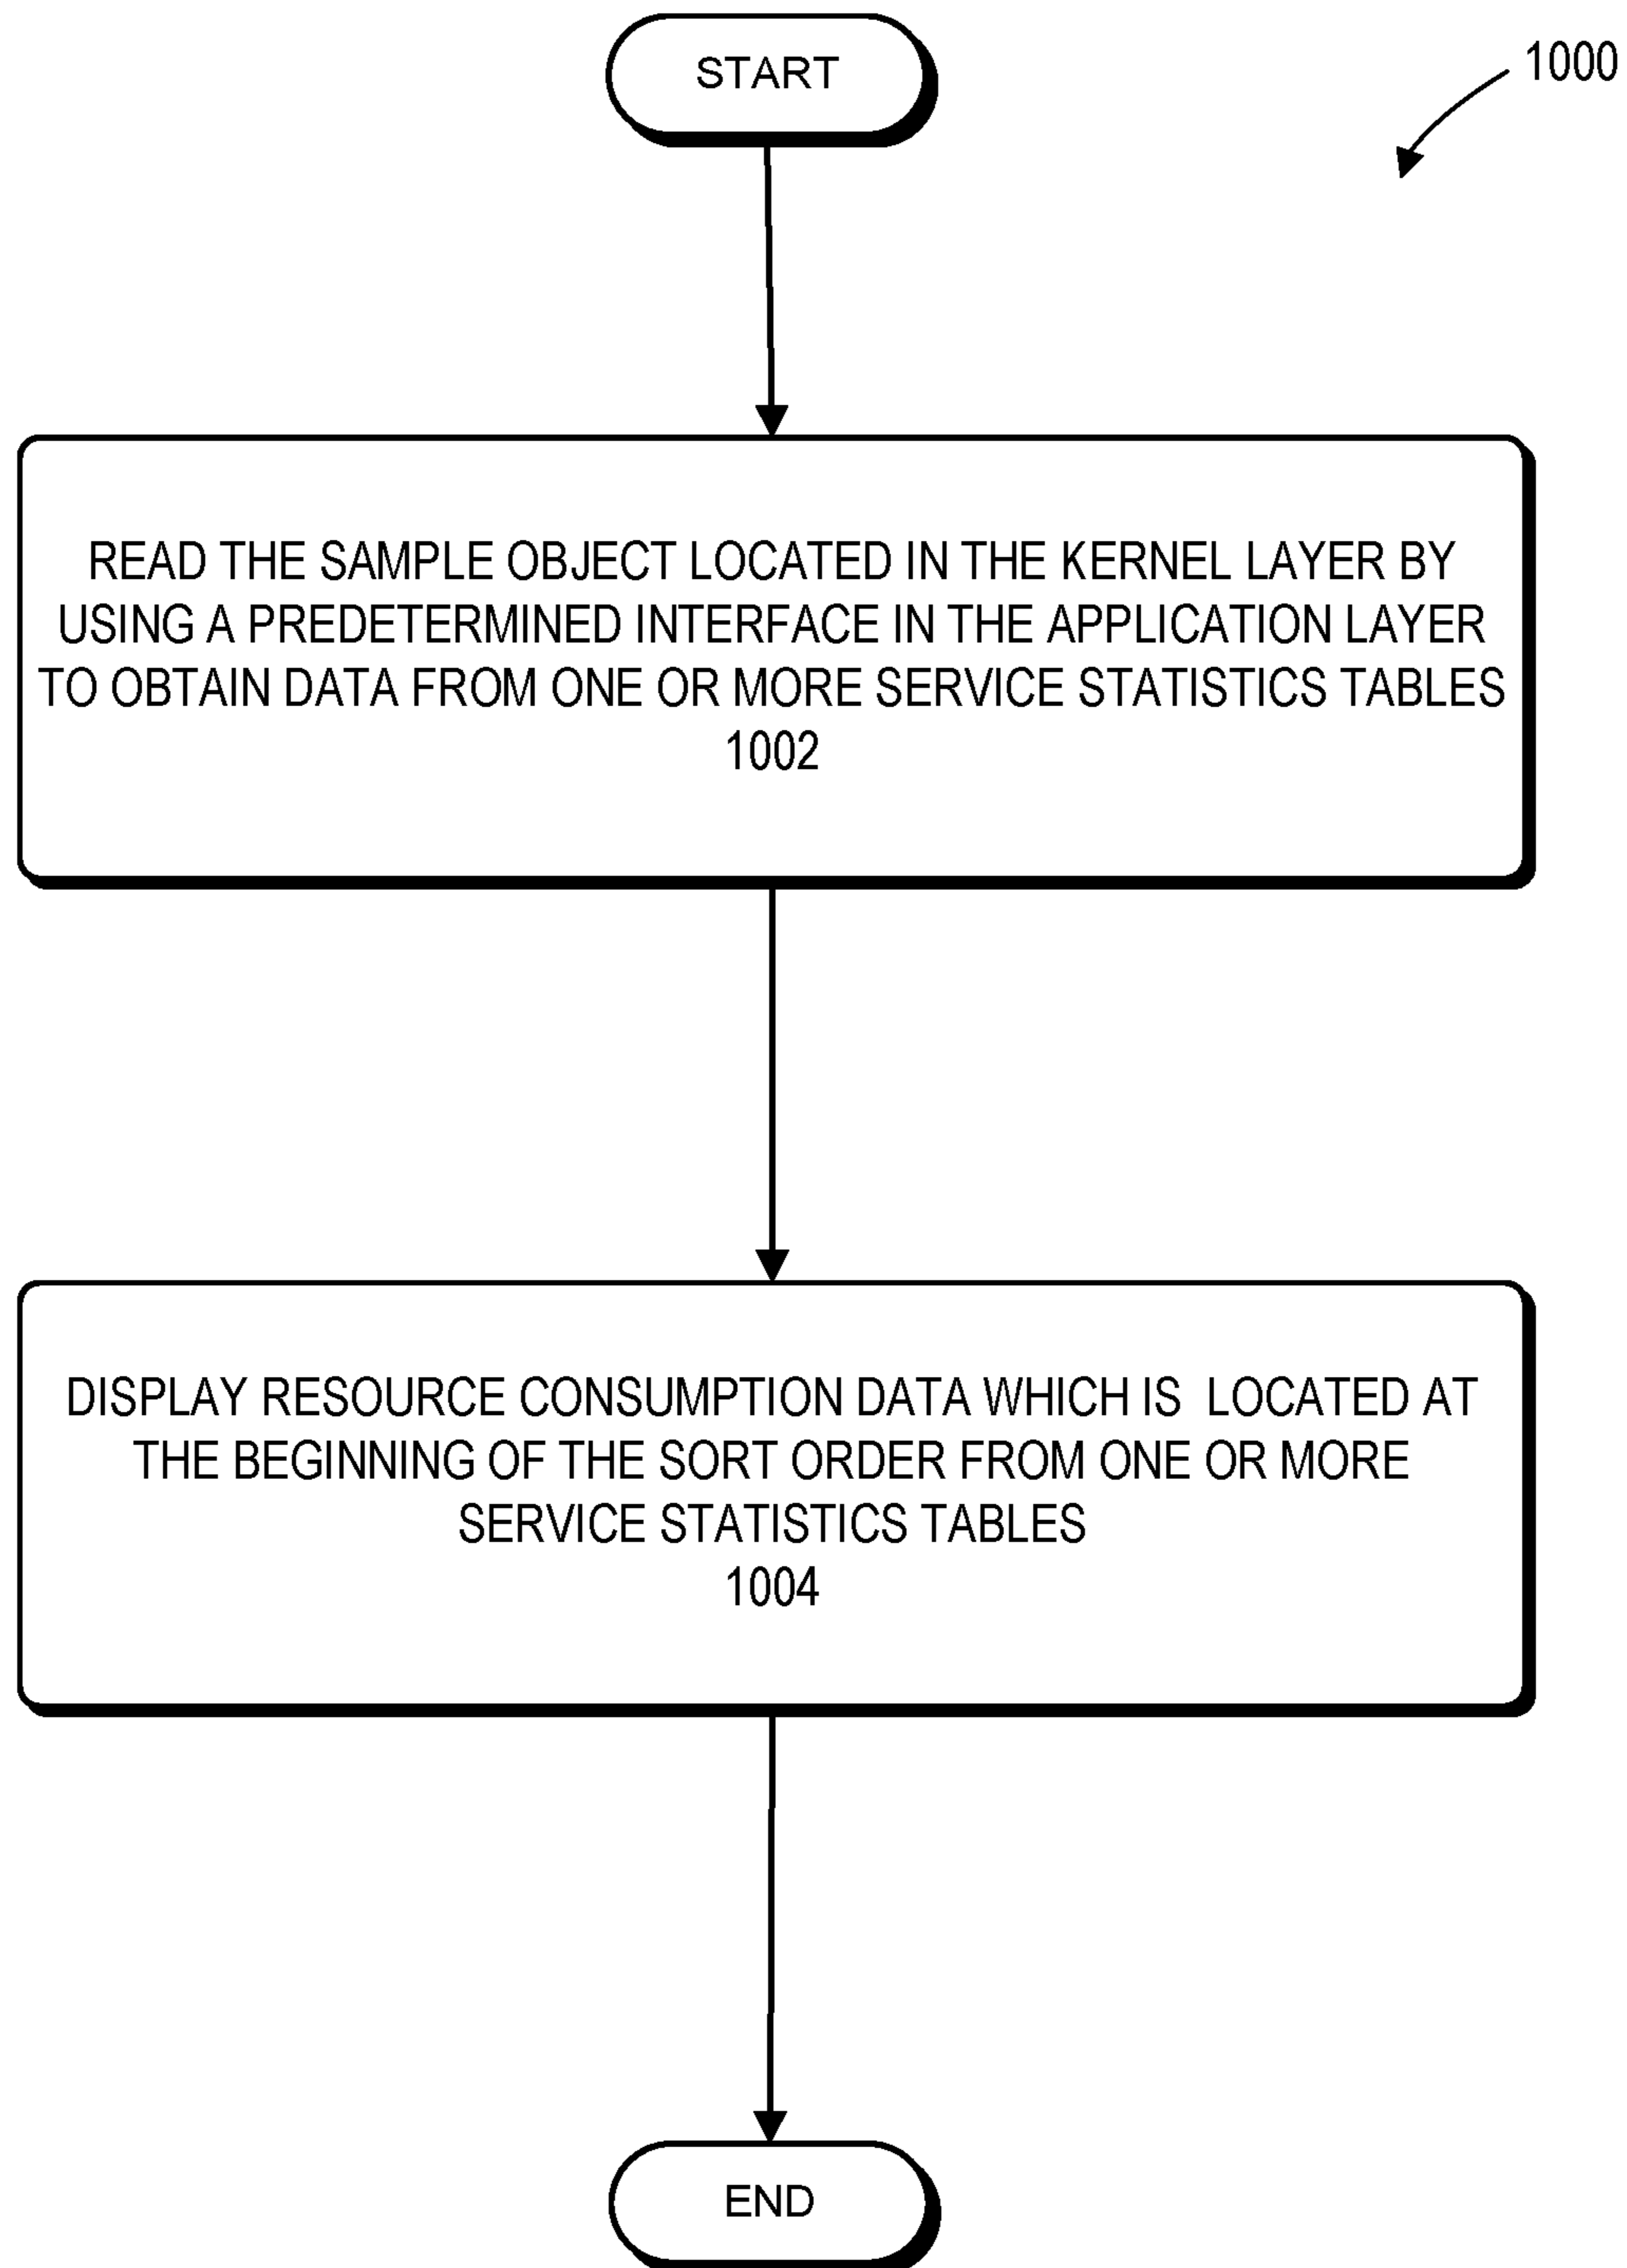 START
1000
READ THE SAMPLE OBJECT LOCATED IN THE KERNEL LAYER BY
USING A PREDETERMINED INTERFACE IN THE APPLICATION LAYER
TO OBTAIN DATA FROM ONE OR MORE SERVICE STATISTICS TABLES
1002
DISPLAY RESOURCE CONSUMPTION DATA WHICH IS LOCATED AT
THE BEGINNING OF THE SORT ORDER FROM ONE OR MORE
SERVICE STATISTICS TABLES
1004
END